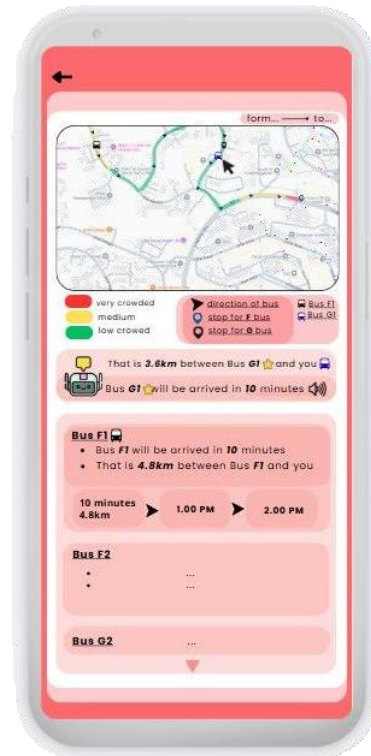 form... to...
very crowded
medium
low crowed
direction of bus
stop for F bus
stop for G bus
Bus F1
Bus G1
That is 3.6km between Bus G1 and you
Bus G1 will be arrived in 10 minutes
Bus F1
Bus F1 will be arrived in 10 minutes
That is 4.8km between Bus F1 and you
10 minutes
4.8km
1.00 PM
2.00 PM
Bus F2
...
...
Bus G2
...